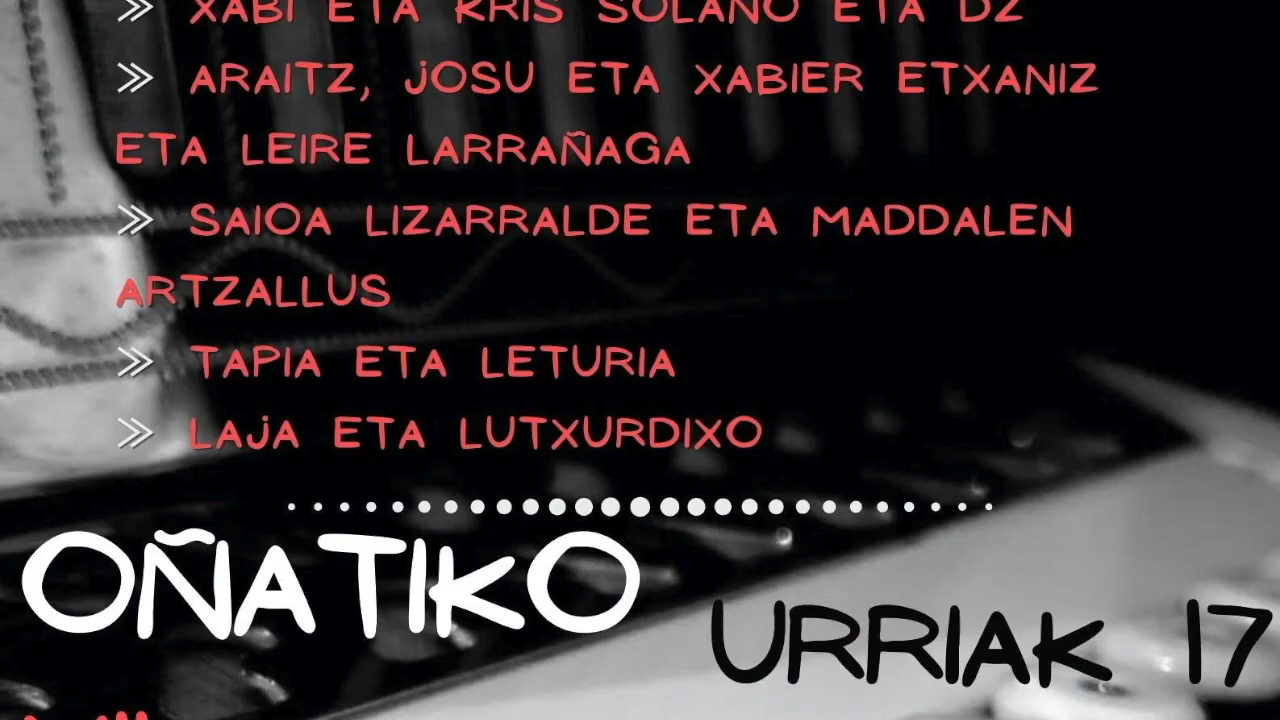 » XABI ETA KRIS SOLANO ETA DZ
» ARAITZ, JOSU ETA XABIER ETXANIZ
ETA LEIRE LARRAÑAGA
» SAIOA LIZARRALDE ETA MADDALEN
ARTZALLUS
» TAPIA ETA LETURIA
» LAJA ETA LUTXURDIXO
OÑATIKO
URRIAK 17